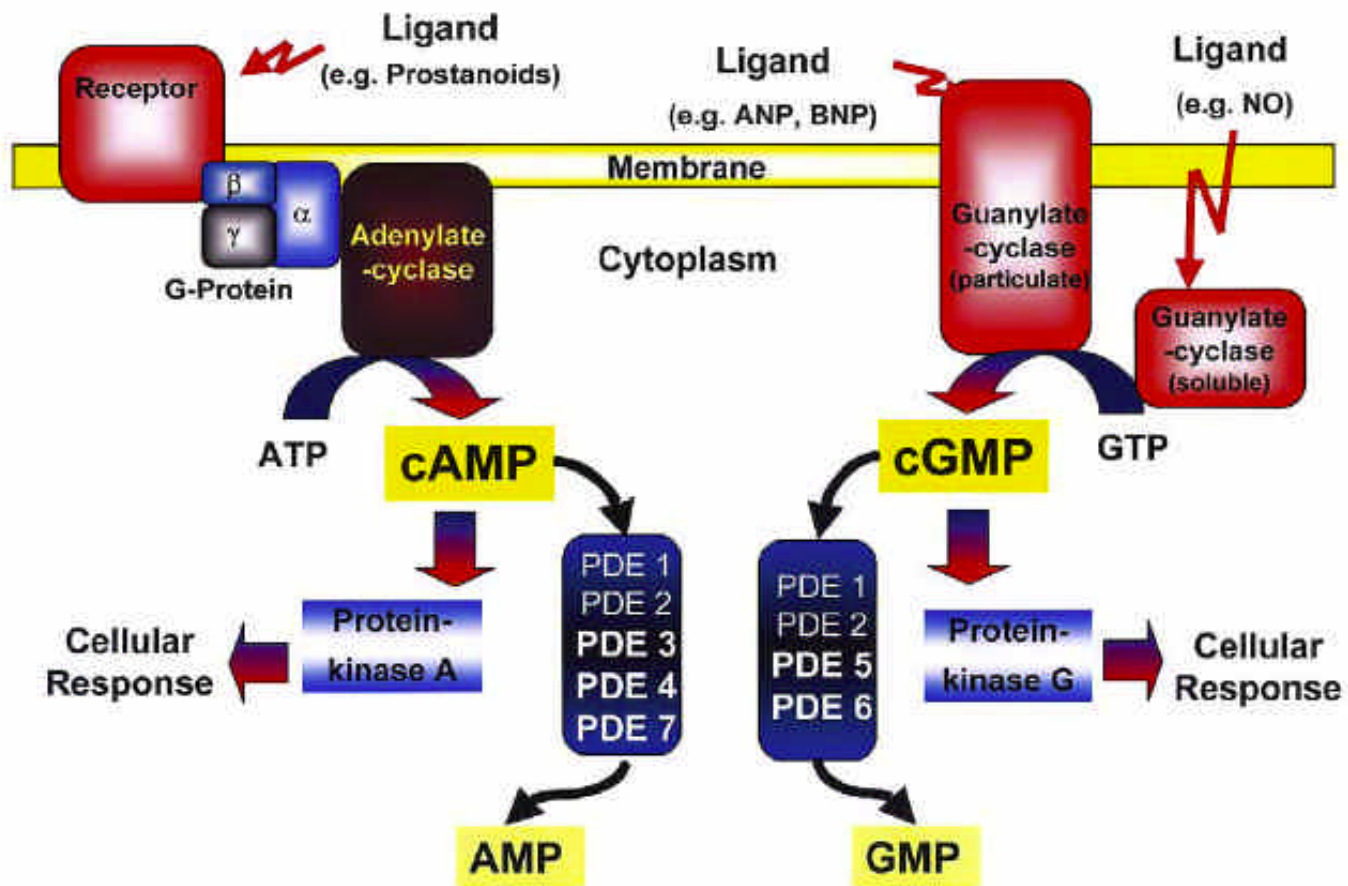 Ligand
(e.g. Prostanoids)
Receptor
Ligand
(e.g. ANP, BNP)
Ligand
(e.g. NO)
Membrane
β
γ
α
G-Protein
Adenylate
-cyclase
Cytoplasm
Guanylate
-cyclase
(particulate)
Guanylate
-cyclase
(soluble)
ATP
cAMP
cGMP
GTP
PDE 1
PDE 2
PDE 3
PDE 4
PDE 7
PDE 1
PDE 2
PDE 5
PDE 6
Protein-
kinase A
Cellular
Response
Protein-
kinase G
Cellular
Response
AMP
GMP